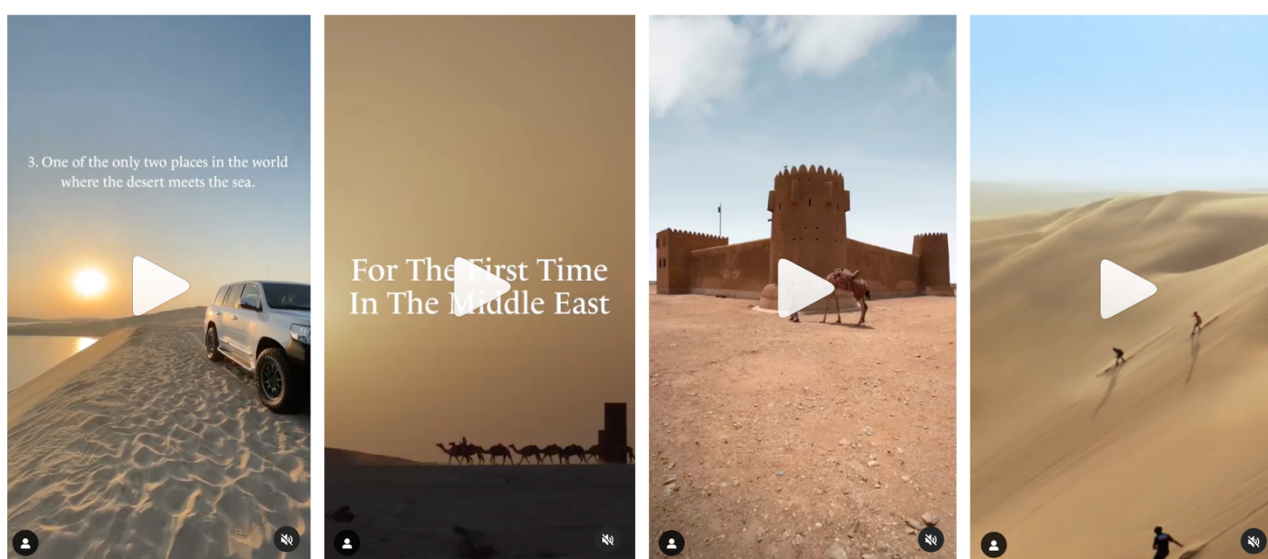 3. One of the only two places in the world
where the desert meets the sea.
For The First Time
In The Middle East